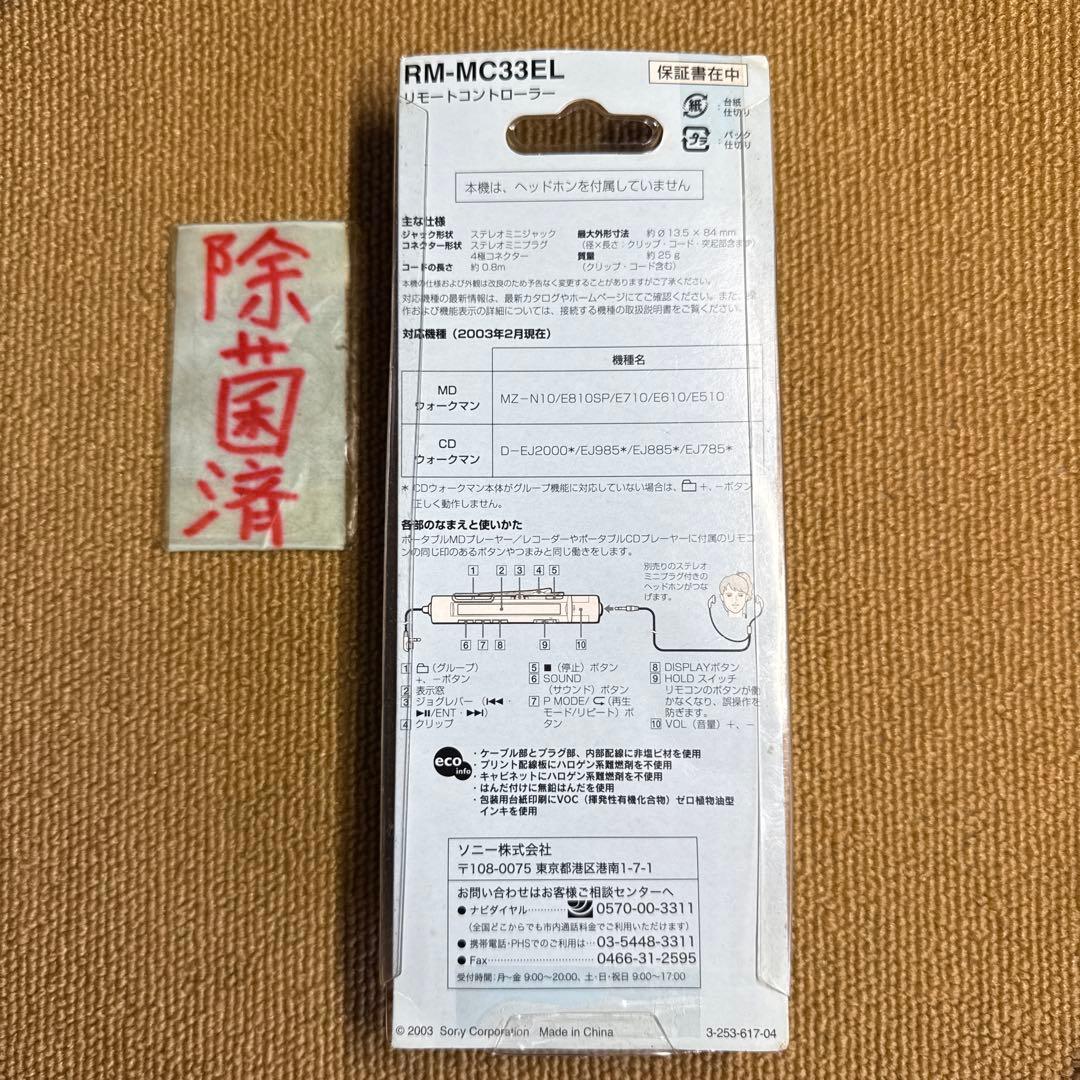 除菌済
RM-MC33EL
リモートコントローラー
保証書在中
紙
：台紙
仕切り
プラ
：パック
仕切り
本機は、ヘッドホンを付属していません
主な仕様
ジャック形状 ステレオミニジャック
コネクター形状 ステレオミニプラグ
4極コネクター
コードの長さ 約 0.8m
最大外形寸法 約 Ø 13.5 × 84 mm
（径×長さ：クリップ・コード・突起部含まず）
質量 約 25 g
（クリップ・コード含む）
本機の仕様および外観は改良のため予告なく変更することがありますがご了承ください。
対応機種の最新情報は、最新カタログやホームページにてご確認ください。また、操
作および機能表示の詳細については、接続する機種の取扱説明書をご覧ください。
対応機種（2003年2月現在）
機種名
MD
ウォークマン
MZ-N10/E810SP/E710/E610/E510
CD
ウォークマン
D-EJ2000*/EJ985*/EJ885*/EJ785*
* CDウォークマン本体がグループ機能に対応していない場合は、+、-ボタン
正しく動作しません。
各部のなまえと使いかた
ポータブルMDプレーヤー／レコーダーやポータブルCDプレーヤーに付属のリモコ
ンの同じ印のあるボタンやつまみと同じ働きをします。
1 2 3 4 5
別売りのステレオ
ミニプラグ付きの
ヘッドホンがつな
げます。
6 7 8 9 10
1 （グループ）
+、-ボタン
2 表示窓
3 ジョグレバー（⏮・
▶⏸/ENT・⏭）
4 クリップ
5 ■（停止）ボタン
6 SOUND
（サウンド）ボタン
7 P MODE/（再生
モード/リピート）ボ
タン
8 DISPLAYボタン
9 HOLD スイッチ
リモコンのボタンが働
かなくなり、誤操作を
防ぎます。
10 VOL（音量）+、-
eco info
・ケーブル部とプラグ部、内部配線に非塩ビ材を使用
・プリント配線板にハロゲン系難燃剤を不使用
・キャビネットにハロゲン系難燃剤を不使用
・はんだ付けに無鉛はんだを使用
・包装用台紙印刷にVOC（揮発性有機化合物）ゼロ植物油型
インキを使用
ソニー株式会社
〒108-0075 東京都港区港南1-7-1
お問い合わせはお客様ご相談センターへ
● ナビダイヤル…………0570-00-3311
（全国どこからでも市内通話料金でご利用いただけます）
● 携帯電話・PHSでのご利用は…03-5448-3311
● Fax…………………0466-31-2595
受付時間：月～金 9:00～20:00、土・日・祝日 9:00～17:00
© 2003 Sony Corporation Made in China
3-253-617-04